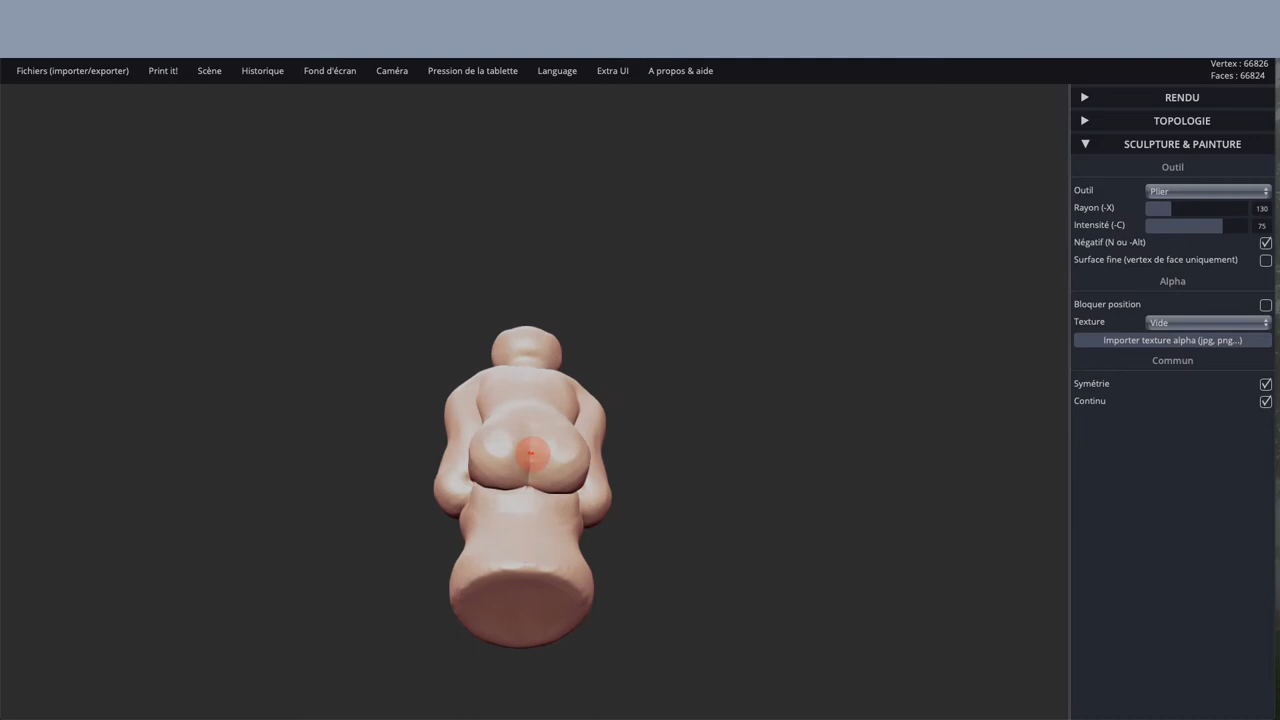 Fichiers (importer/exporter) Print it! Scène Historique Fond d'écran Caméra Pression de la tablette Language Extra UI A propos & aide
Vertex : 66826
Faces : 66824
RENDU
TOPOLOGIE
SCULPTURE & PAINTURE
Outil
Outil Plier
Rayon (-X) 130
Intensité (-C) 75
Négatif (N ou -Alt)
Surface fine (vertex de face uniquement)
Alpha
Bloquer position
Texture Vide
Importer texture alpha (jpg, png...)
Commun
Symétrie
Continu